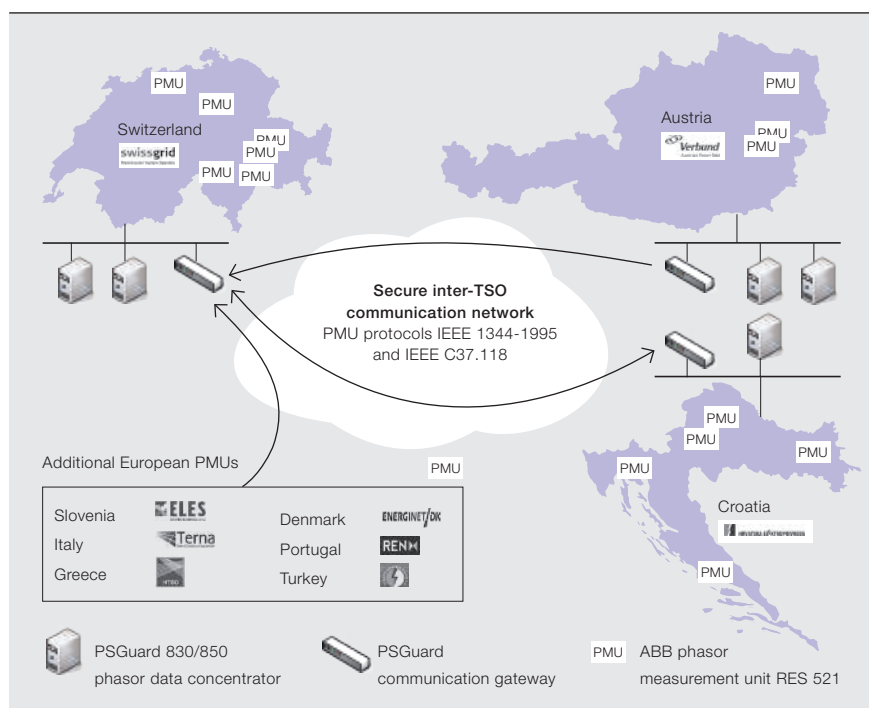 PMU
PMU
Switzerland
swissgrid
PMU
PMU
PMU
PMU
PMU
Austria
Verbund
PMU
PMU
Secure inter-TSO
communication network
PMU protocols IEEE 1344-1995
and IEEE C37.118
Additional European PMUs
PMU
Slovenia
ELES
Italy
Terna
Greece
Denmark
ENERGINET/DK
Portugal
REN
Turkey
PMU
PMU
PMU
PMU
Croatia
PMU
PSGuard 830/850
phasor data concentrator
PSGuard
communication gateway
PMU
ABB phasor
measurement unit RES 521